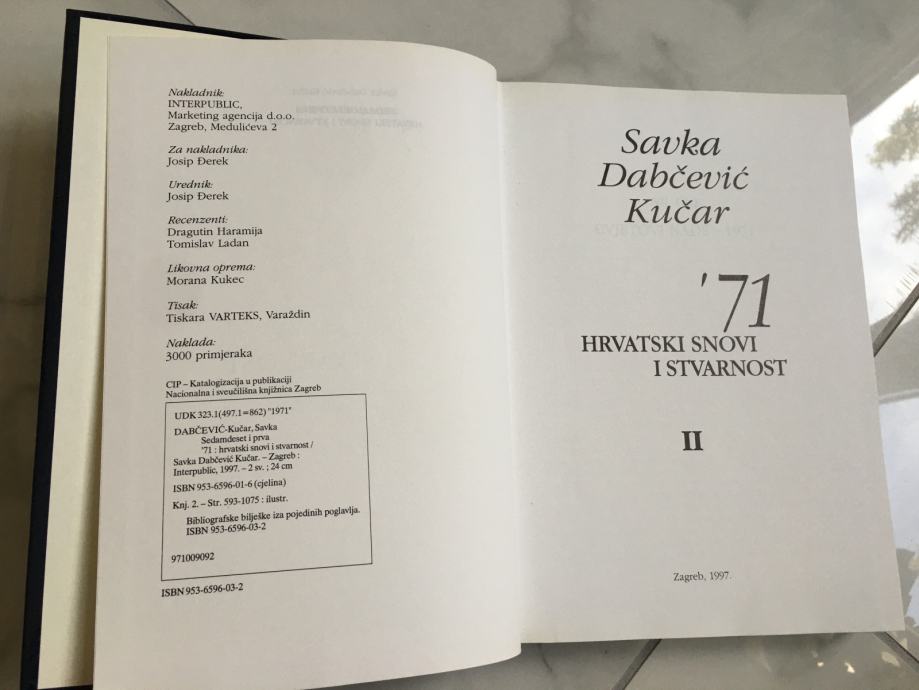 Nakladnik:
INTERPUBLIC,
Marketing agencija d.o.o.
Zagreb, Medulićeva 2
Za nakladnika:
Josip Đerek
Urednik:
Josip Đerek
Recenzenti:
Dragutin Haramija
Tomislav Ladan
Likovna oprema:
Morana Kukec
Tisak:
Tiskara VARTEKS, Varaždin
Naklada:
3000 primjeraka
CIP – Katalogizacija u publikaciji
Nacionalna i sveučilišna knjižnica Zagreb
UDK 323.1(497.1=862) "1971"
DABČEVIĆ-Kučar, Savka
Sedamdeset i prva
'71 : hrvatski snovi i stvarnost /
Savka Dabčević Kučar. – Zagreb :
Interpublic, 1997. – 2 sv. ; 24 cm
ISBN 953-6596-01-6 (cjelina)
Knj. 2. – Str. 593-1075 : ilustr.
Bibliografske bilješke iza pojedinih poglavlja.
ISBN 953-6596-03-2
971009092
ISBN 953-6596-03-2
Savka
Dabčević
Kučar
'71
HRVATSKI SNOVI
I STVARNOST
II
Zagreb, 1997.